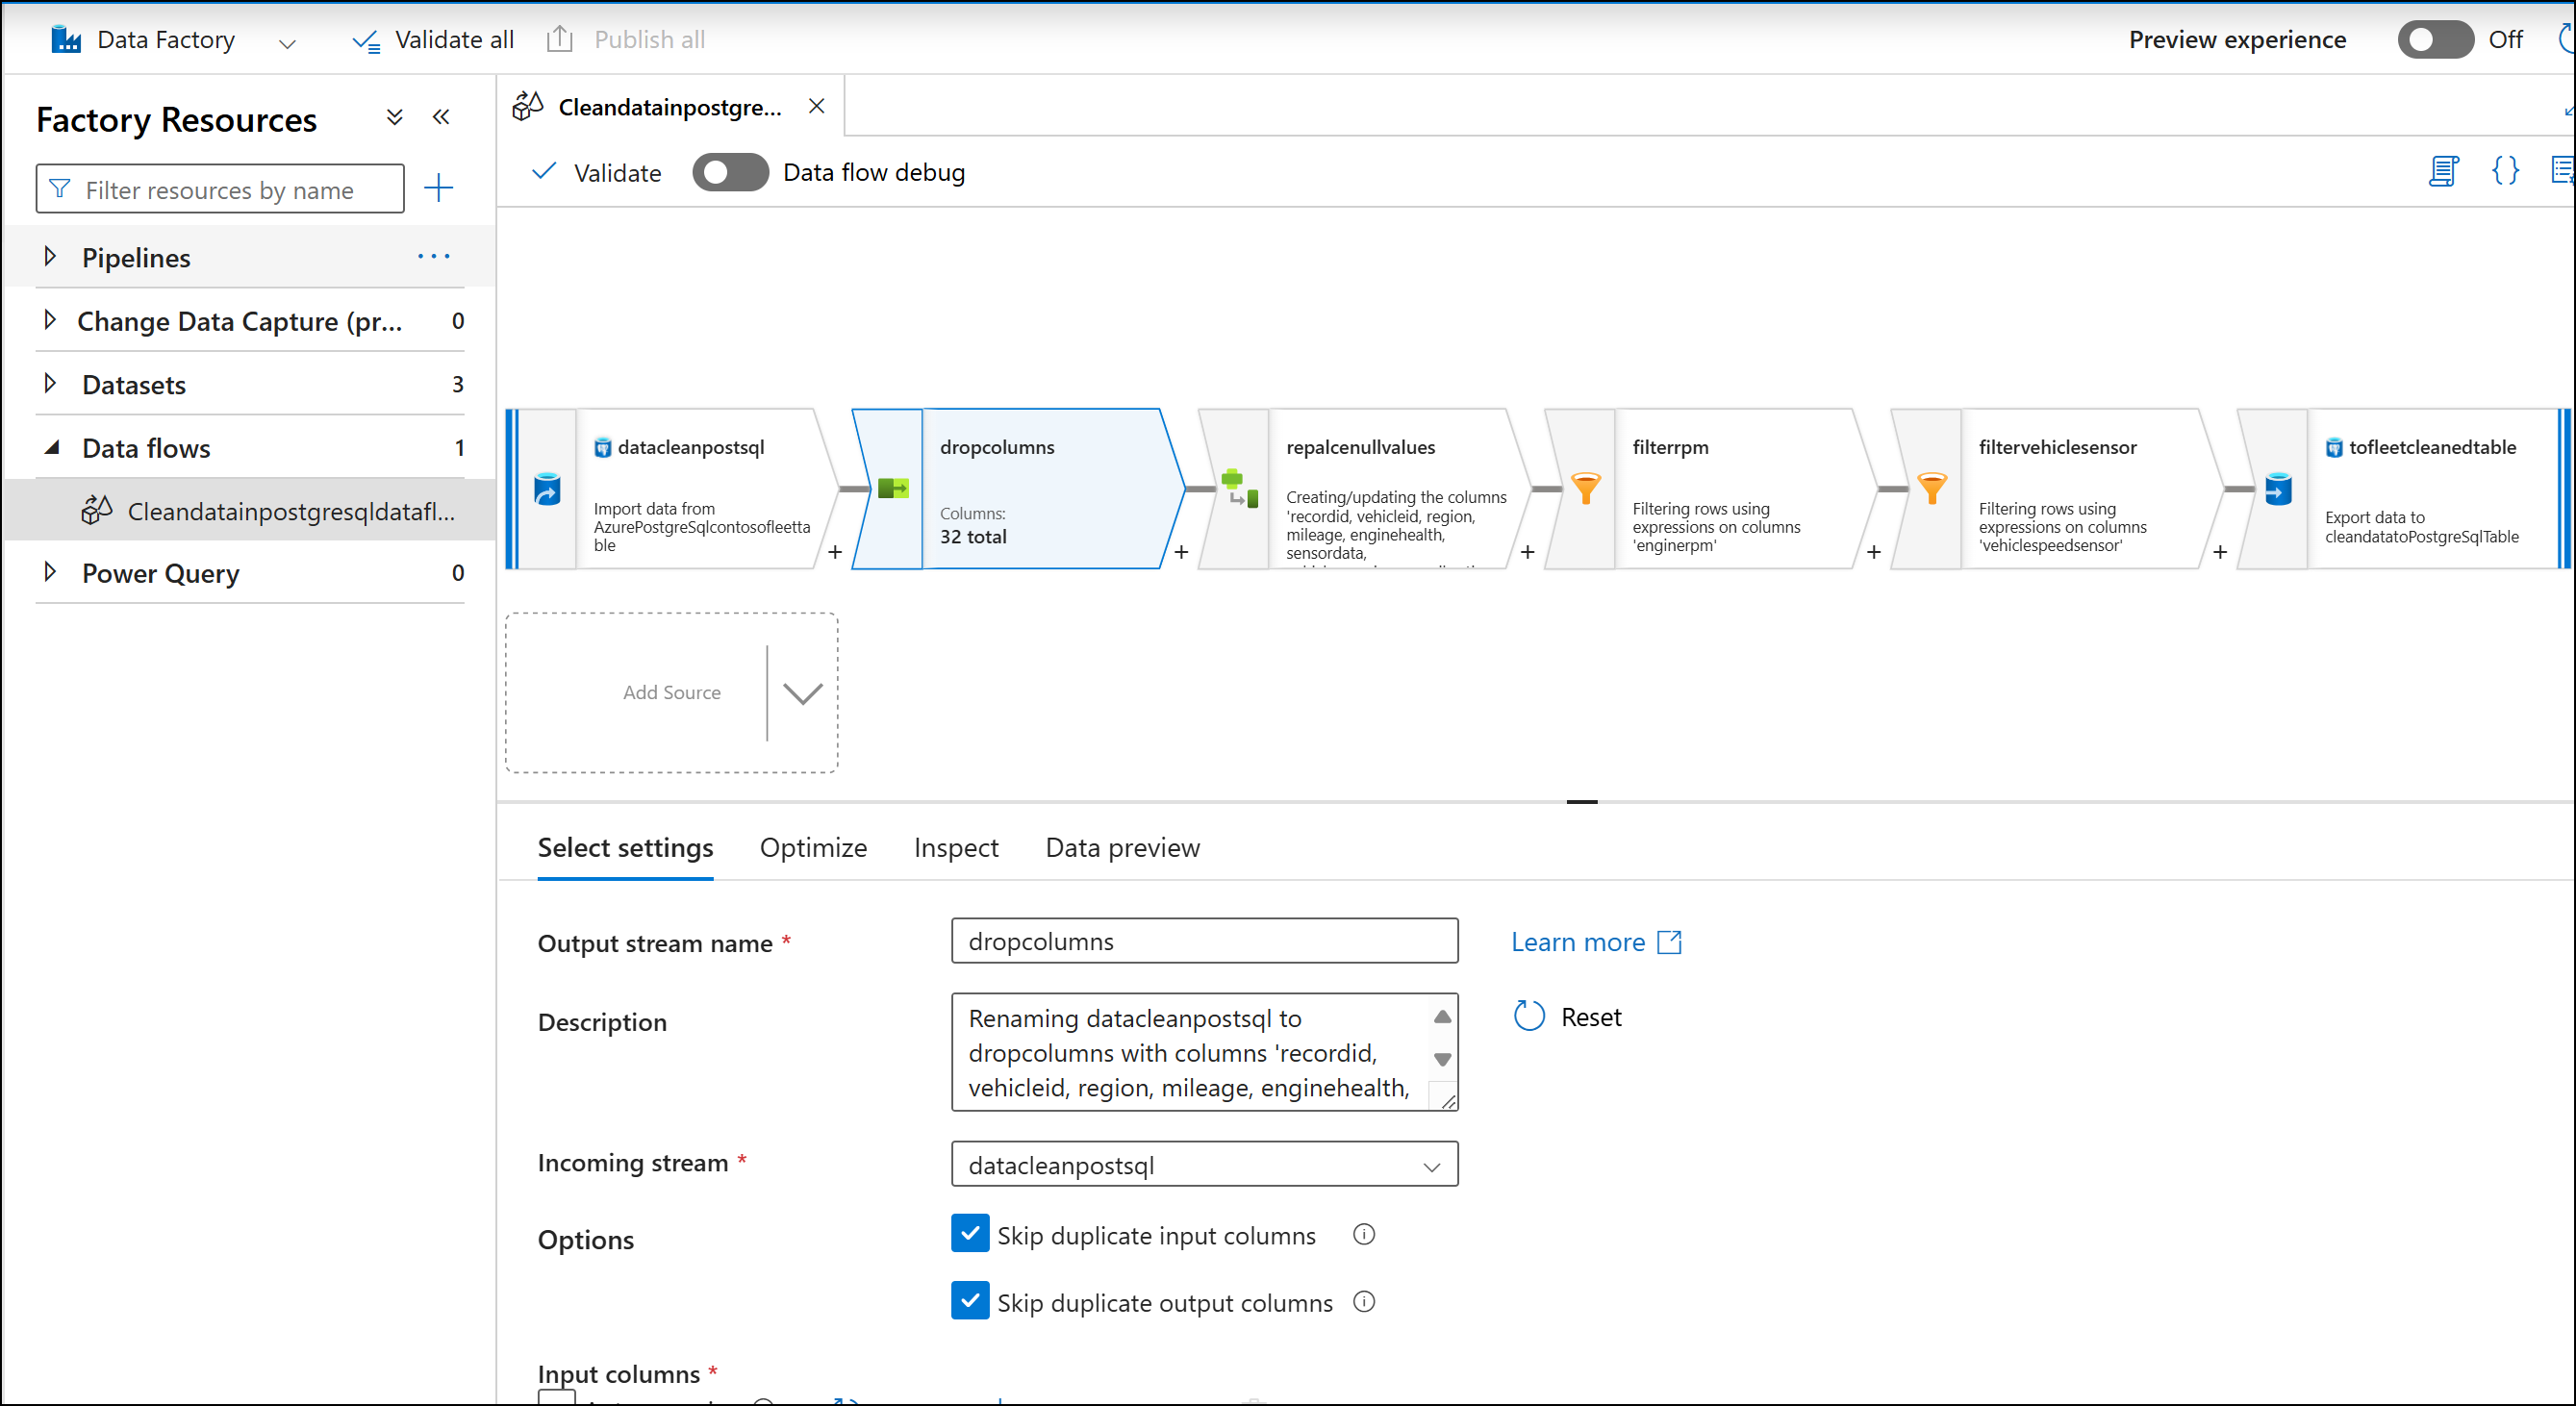 Data Factory
Validate all
Publish all
Preview experience
Off
Factory Resources
Filter resources by name
Pipelines
Change Data Capture (pr...
0
Datasets
3
Data flows
1
Cleandatainpostgresqldatafl...
Power Query
0
Cleandatainpostgre...
Validate
Data flow debug
datacleanpostsql
Import data from
AzurePostgreSqlcontosofleetta
ble
dropcolumns
Columns:
32 total
repalcenullvalues
Creating/updating the columns
'recordid, vehicleid, region,
mileage, enginehealth,
sensordata,
filterrpm
Filtering rows using
expressions on columns
'enginerpm'
filtervehiclesensor
Filtering rows using
expressions on columns
'vehiclespeedsensor'
tofleetcleanedtable
Export data to
cleandatatoPostgreSqlTable
Add Source
Select settings
Optimize
Inspect
Data preview
Output stream name *
dropcolumns
Learn more
Description
Renaming datacleanpostsql to
dropcolumns with columns 'recordid,
vehicleid, region, mileage, enginehealth,
Reset
Incoming stream *
datacleanpostsql
Options
Skip duplicate input columns
Skip duplicate output columns
Input columns *